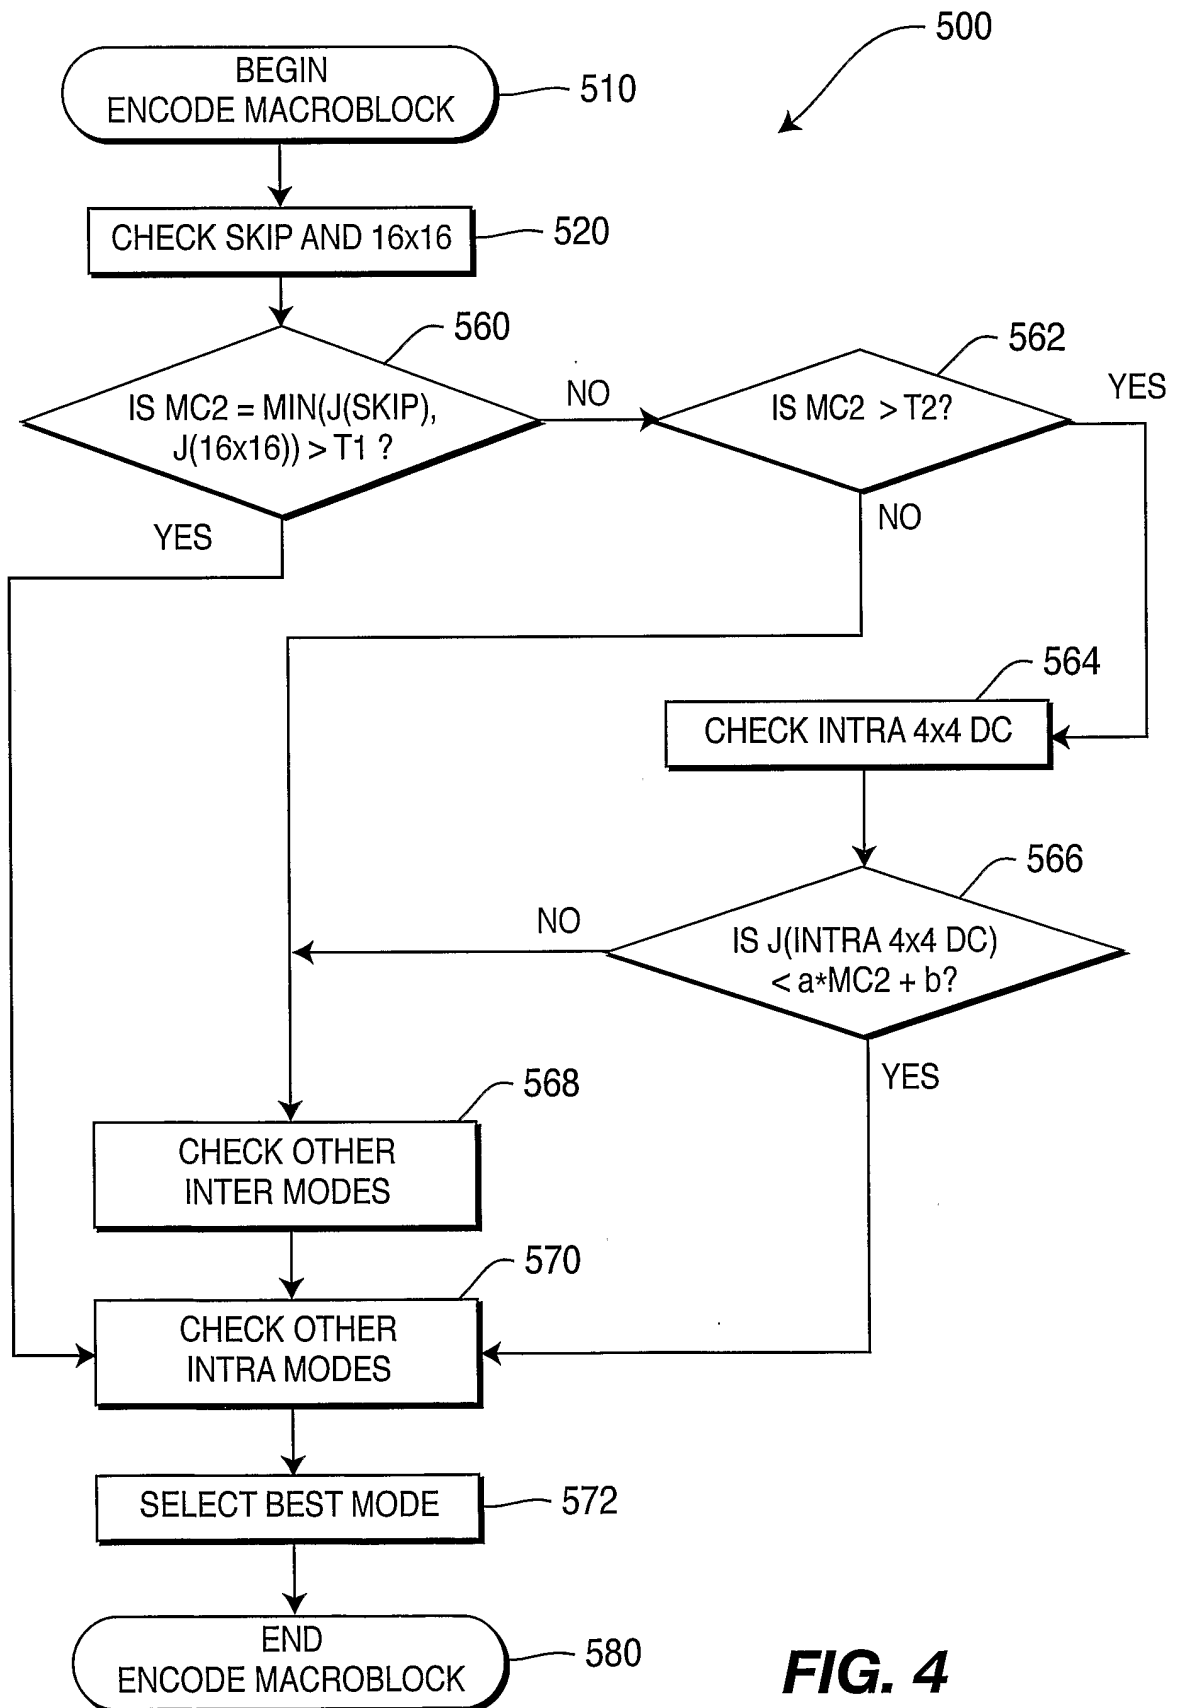 500
BEGIN
ENCODE MACROBLOCK
510
CHECK SKIP AND 16x16
520
560
IS MC2 = MIN(J(SKIP),
J(16x16)) > T1 ?
NO
YES
562
IS MC2 > T2?
YES
NO
564
CHECK INTRA 4x4 DC
566
IS J(INTRA 4x4 DC)
< a*MC2 + b?
NO
YES
568
CHECK OTHER
INTER MODES
570
CHECK OTHER
INTRA MODES
SELECT BEST MODE
572
END
ENCODE MACROBLOCK
580
FIG. 4